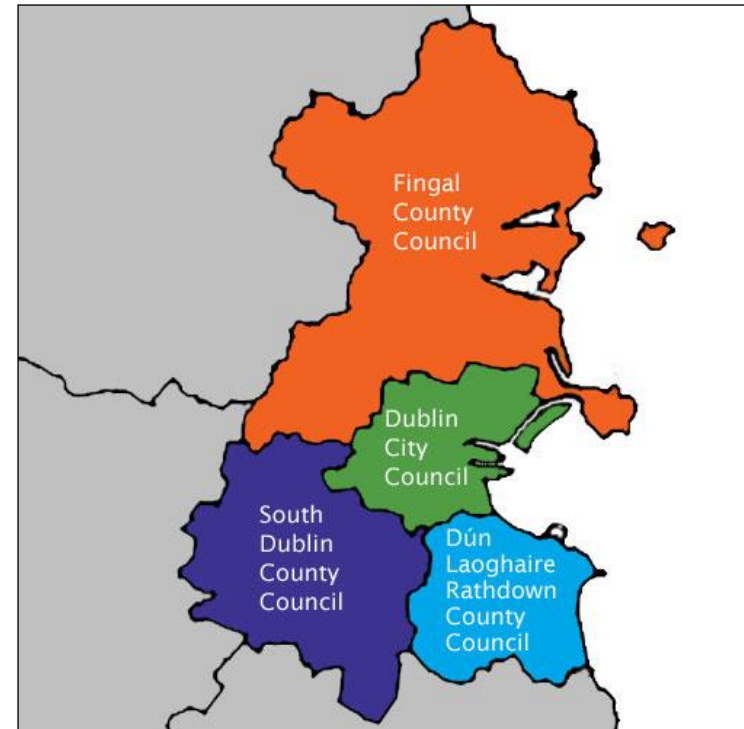 Fingal
County
Council
Dublin
City
Council
South
Dublin
County
Council
Dún
Laoghaire
Rathdown
County
Council